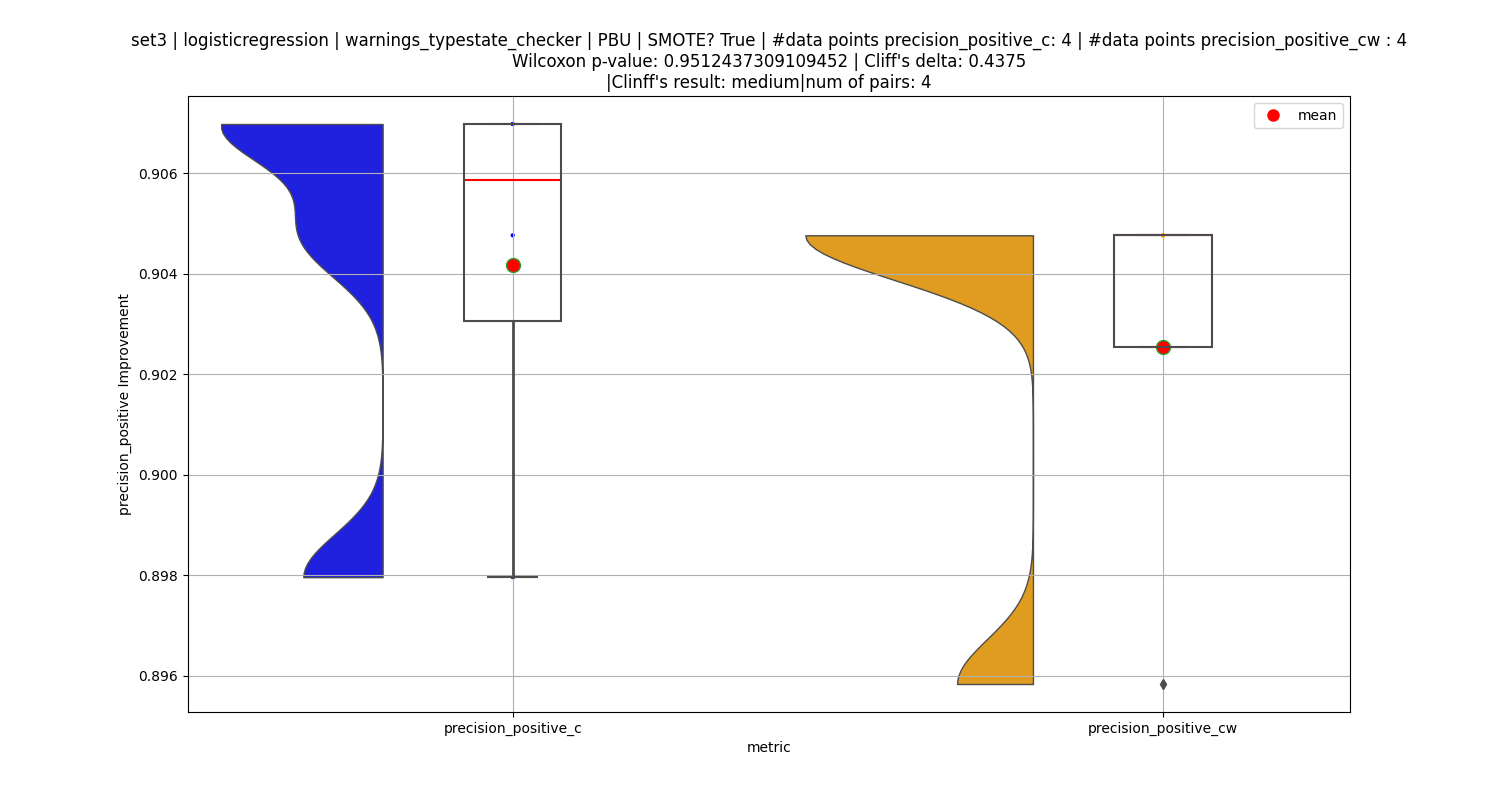 set3 | logisticregression | warnings_typestate_checker | PBU | SMOTE? True | #data points precision_positive_c: 4 | #data points precision_positive_cw : 4
Wilcoxon p-value: 0.9512437309109452 | Cliff's delta: 0.4375
|Clinff's result: medium|num of pairs: 4
mean
0.906
0.904
0.902
0.900
0.898
0.896
precision_positive Improvement
precision_positive_c
precision_positive_cw
metric